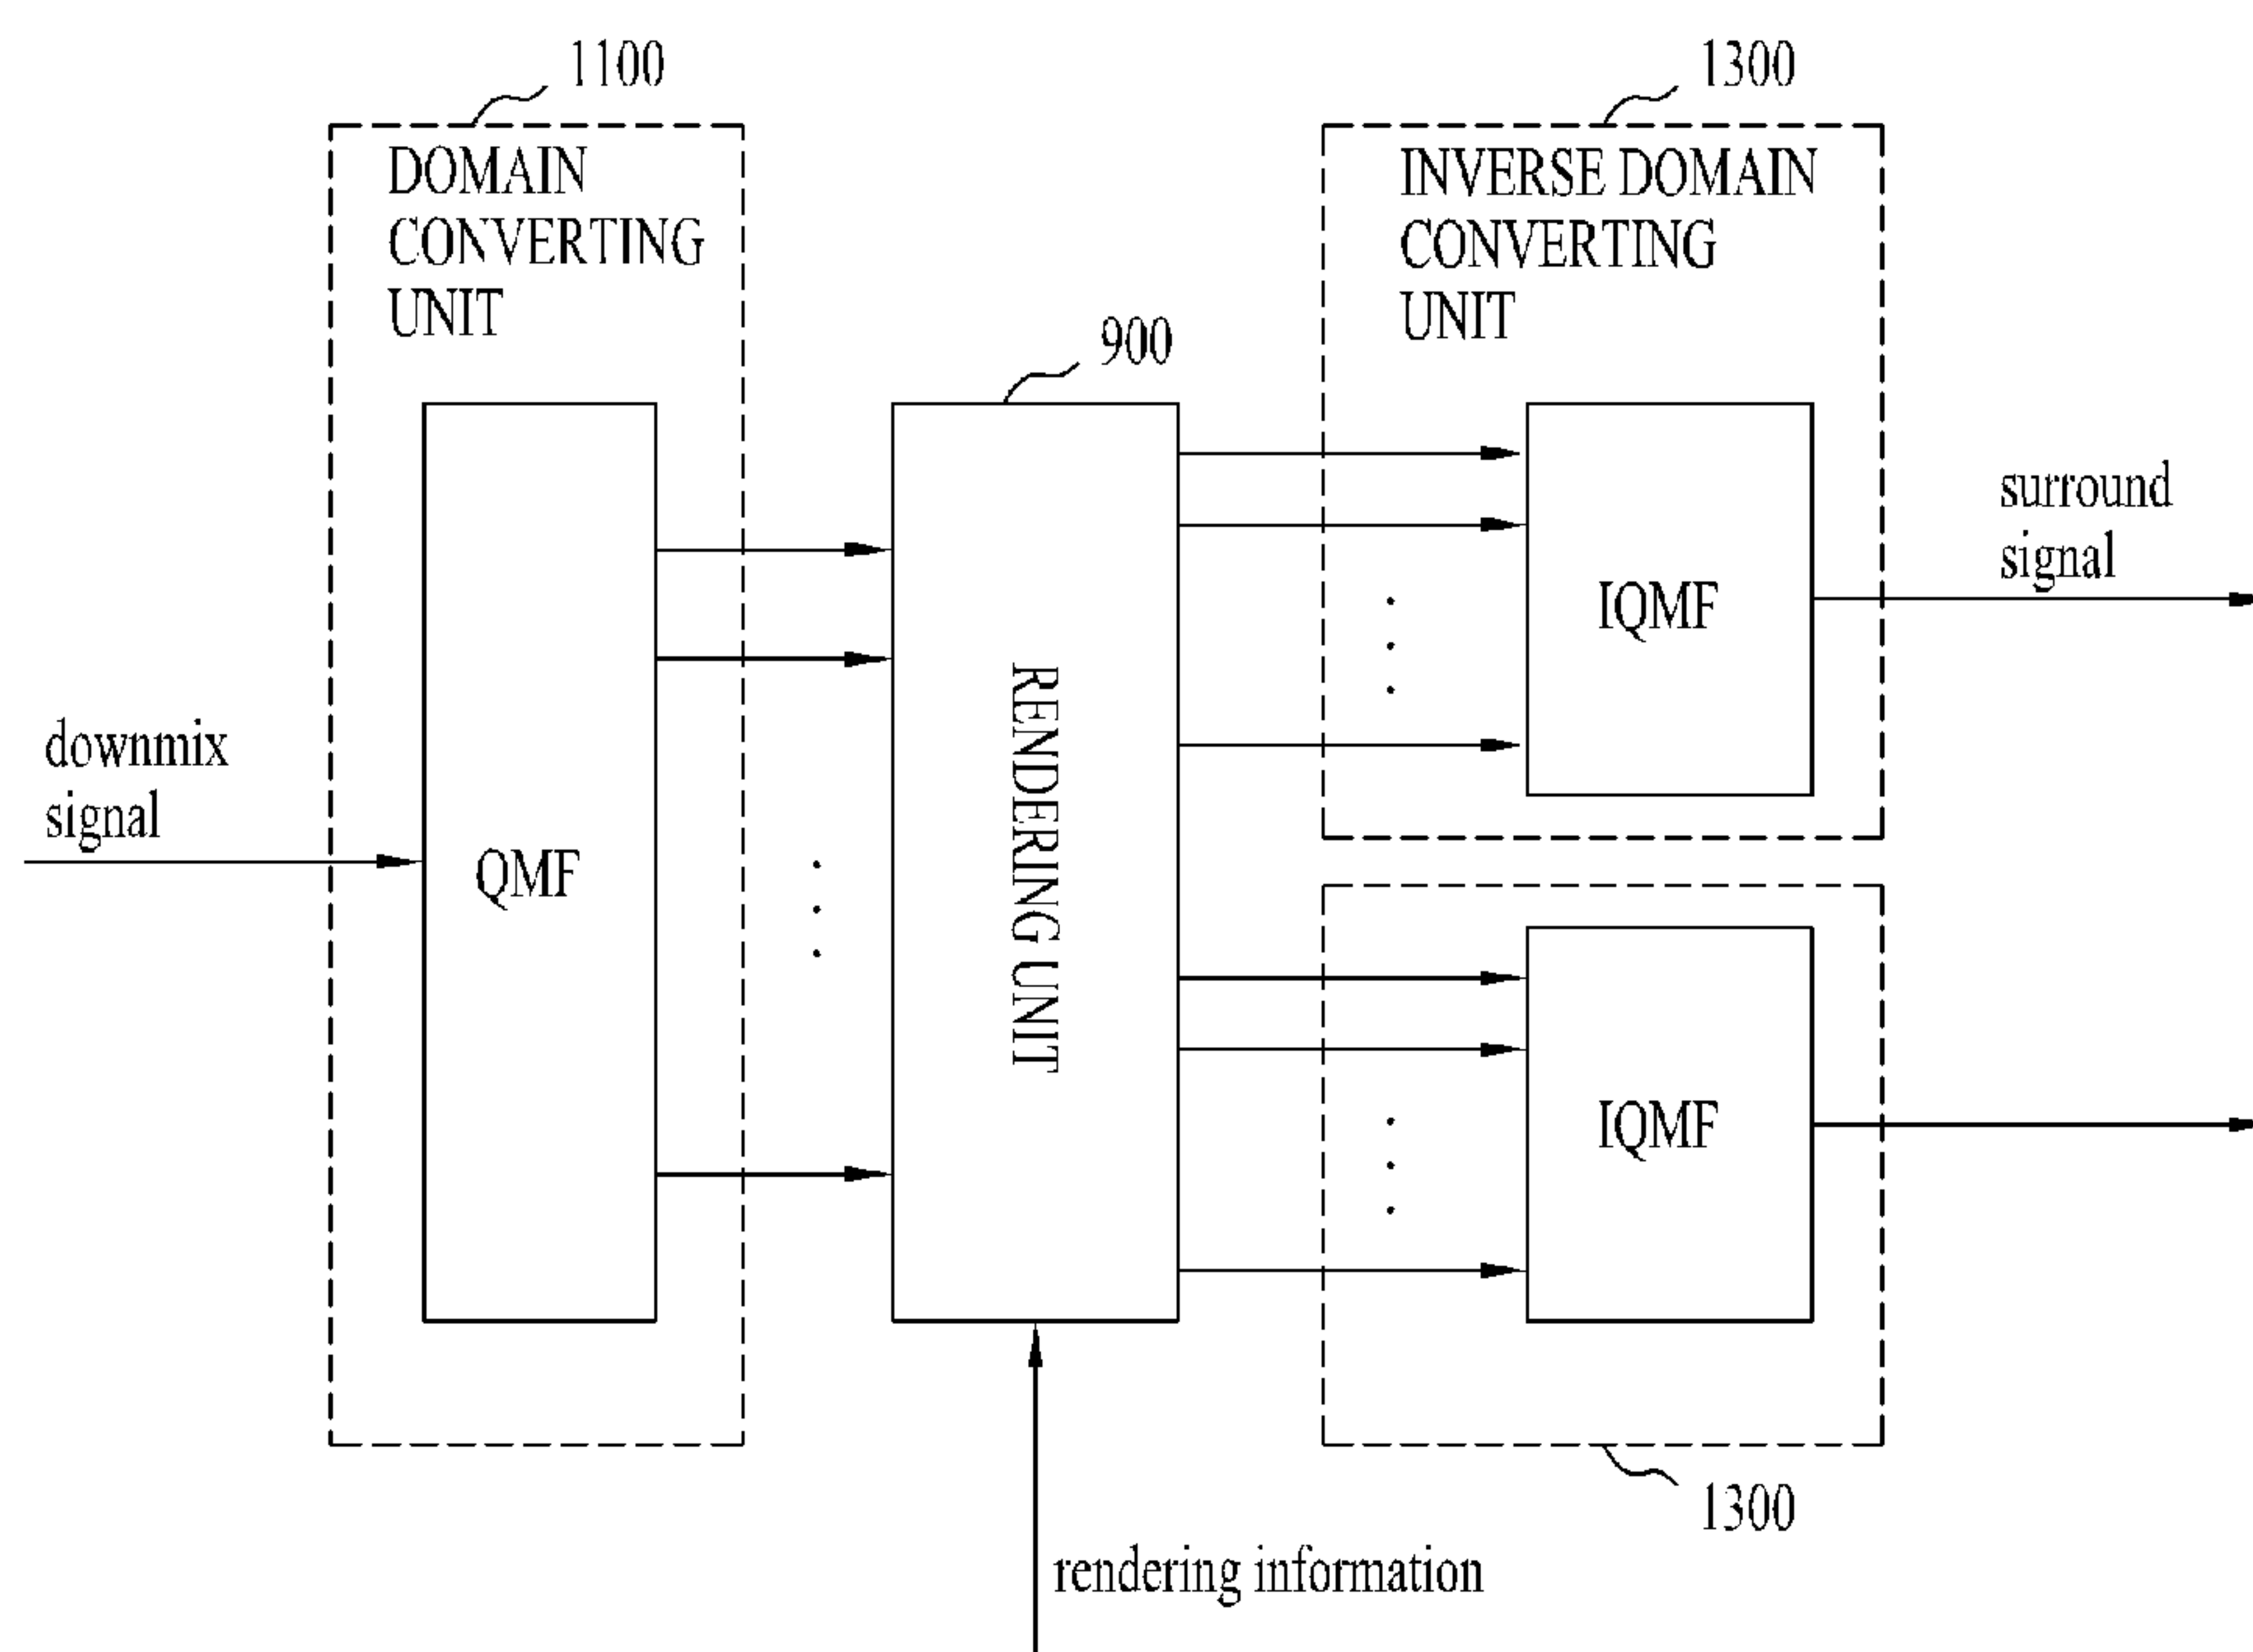 1100
DOMAIN
CONVERTING
UNIT
1300
INVERSE DOMAIN
CONVERTING
UNIT
900
downmix
signal
QMF
RENDERING UNIT
IQMF
surround
signal
IQMF
1300
rendering information